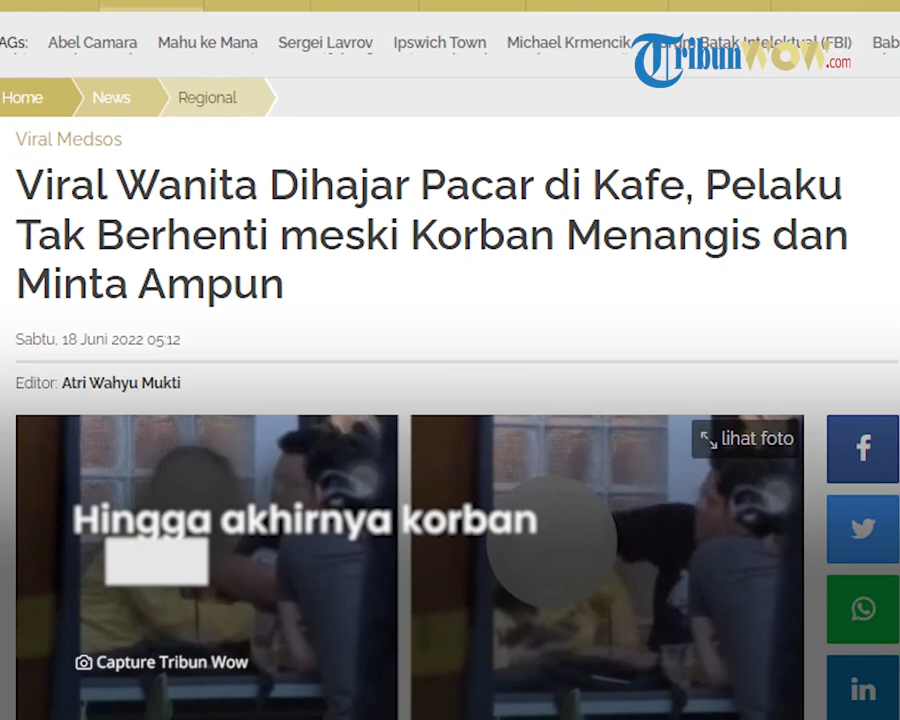 AGs: Abel Camara Mahu ke Mana Sergei Lavrov Ipswich Town Michael Krmencik Forum Batak Intelektual (FBI) Bab
TribunWOW.com
Home News Regional
Viral Medsos
Viral Wanita Dihajar Pacar di Kafe, Pelaku
Tak Berhenti meski Korban Menangis dan
Minta Ampun
Sabtu, 18 Juni 2022 05:12
Editor: Atri Wahyu Mukti
lihat foto
Hingga akhirnya korban
Capture Tribun Wow